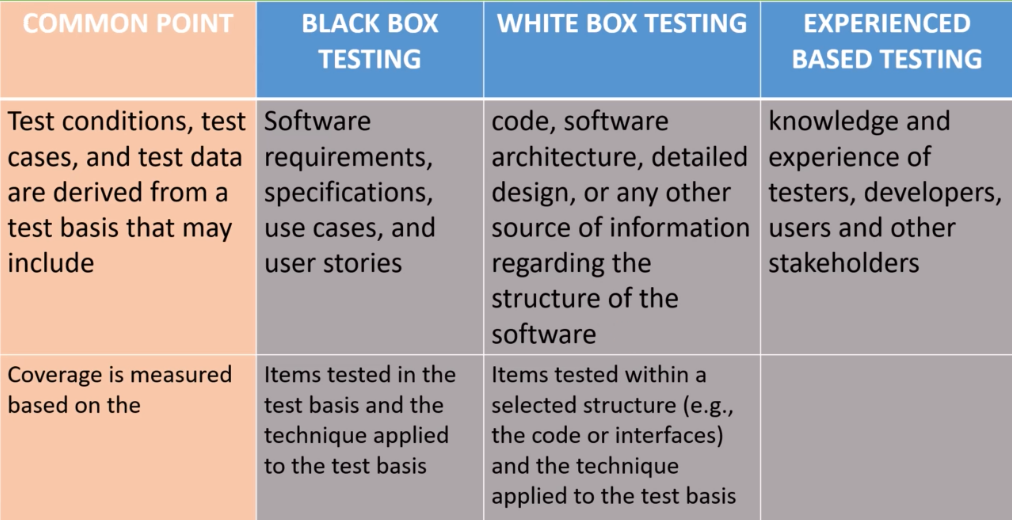 COMMON POINT
BLACK BOX
TESTING
WHITE BOX TESTING
EXPERIENCED
BASED TESTING
Test conditions, test
cases, and test data
are derived from a
test basis that may
include
Software
requirements,
specifications,
use cases, and
user stories
code, software
architecture, detailed
design, or any other
source of information
regarding the
structure of the
software
knowledge and
experience of
testers, developers,
users and other
stakeholders
Coverage is measured
based on the
Items tested in the
test basis and the
technique applied
to the test basis
Items tested within a
selected structure (e.g.,
the code or interfaces)
and the technique
applied to the test basis